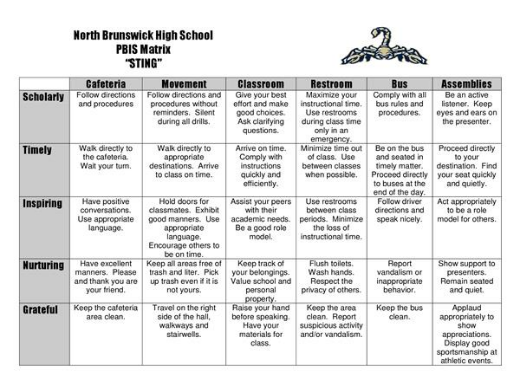 North Brunswick High School
PBIS Matrix
"STING"
Cafeteria
Movement
Classroom
Restroom
Bus
Assemblies
Scholarly
Follow directions
and procedures
Follow directions and
procedures without
reminders. Silent
during all drills.
Give your best
effort and make
good choices.
Ask clarifying
questions.
Maximize your
instructional time.
Use restrooms
during class time
only in an
emergency.
Comply with all
bus rules and
procedures.
Be an active
listener. Keep
eyes and ears on
the presenter.
Timely
Walk directly to
the cafeteria.
Wait your turn.
Walk directly to
appropriate
destinations. Arrive
to class on time.
Arrive on time.
Comply with
instructions
quickly and
efficiently.
Minimize time out
of class. Use
between classes
when possible.
Be on the bus
and seated in
timely matter.
Proceed directly
to buses at the
end of the day.
Proceed directly
to your
destination. Find
your seat quickly
and quietly.
Inspiring
Have positive
conversations.
Use appropriate
language.
Hold doors for
classmates. Exhibit
good manners. Use
appropriate
language.
Encourage others to
be on time.
Assist your peers
with their
academic needs.
Be a good role
model.
Use restrooms
between class
periods. Minimize
the loss of
instructional time.
Follow driver
directions and
speak nicely.
Act appropriately
to be a role
model for others.
Nurturing
Have excellent
manners. Please
and thank you are
your friend.
Keep all areas free of
trash and liter. Pick
up trash even if it is
not yours.
Keep track of
your belongings.
Value school and
personal
property.
Flush toilets.
Wash hands.
Respect the
privacy of others.
Report
vandalism or
inappropriate
behavior.
Show support to
presenters.
Remain seated
and quiet.
Grateful
Keep the cafeteria
area clean.
Travel on the right
side of the hall,
walkways and
stairwells.
Raise your hand
before speaking.
Have your
materials for
class.
Keep the area
clean. Report
suspicious activity
and/or vandalism.
Keep the bus
clean.
Applaud
appropriately to
show
appreciations.
Display good
sportsmanship at
athletic events.